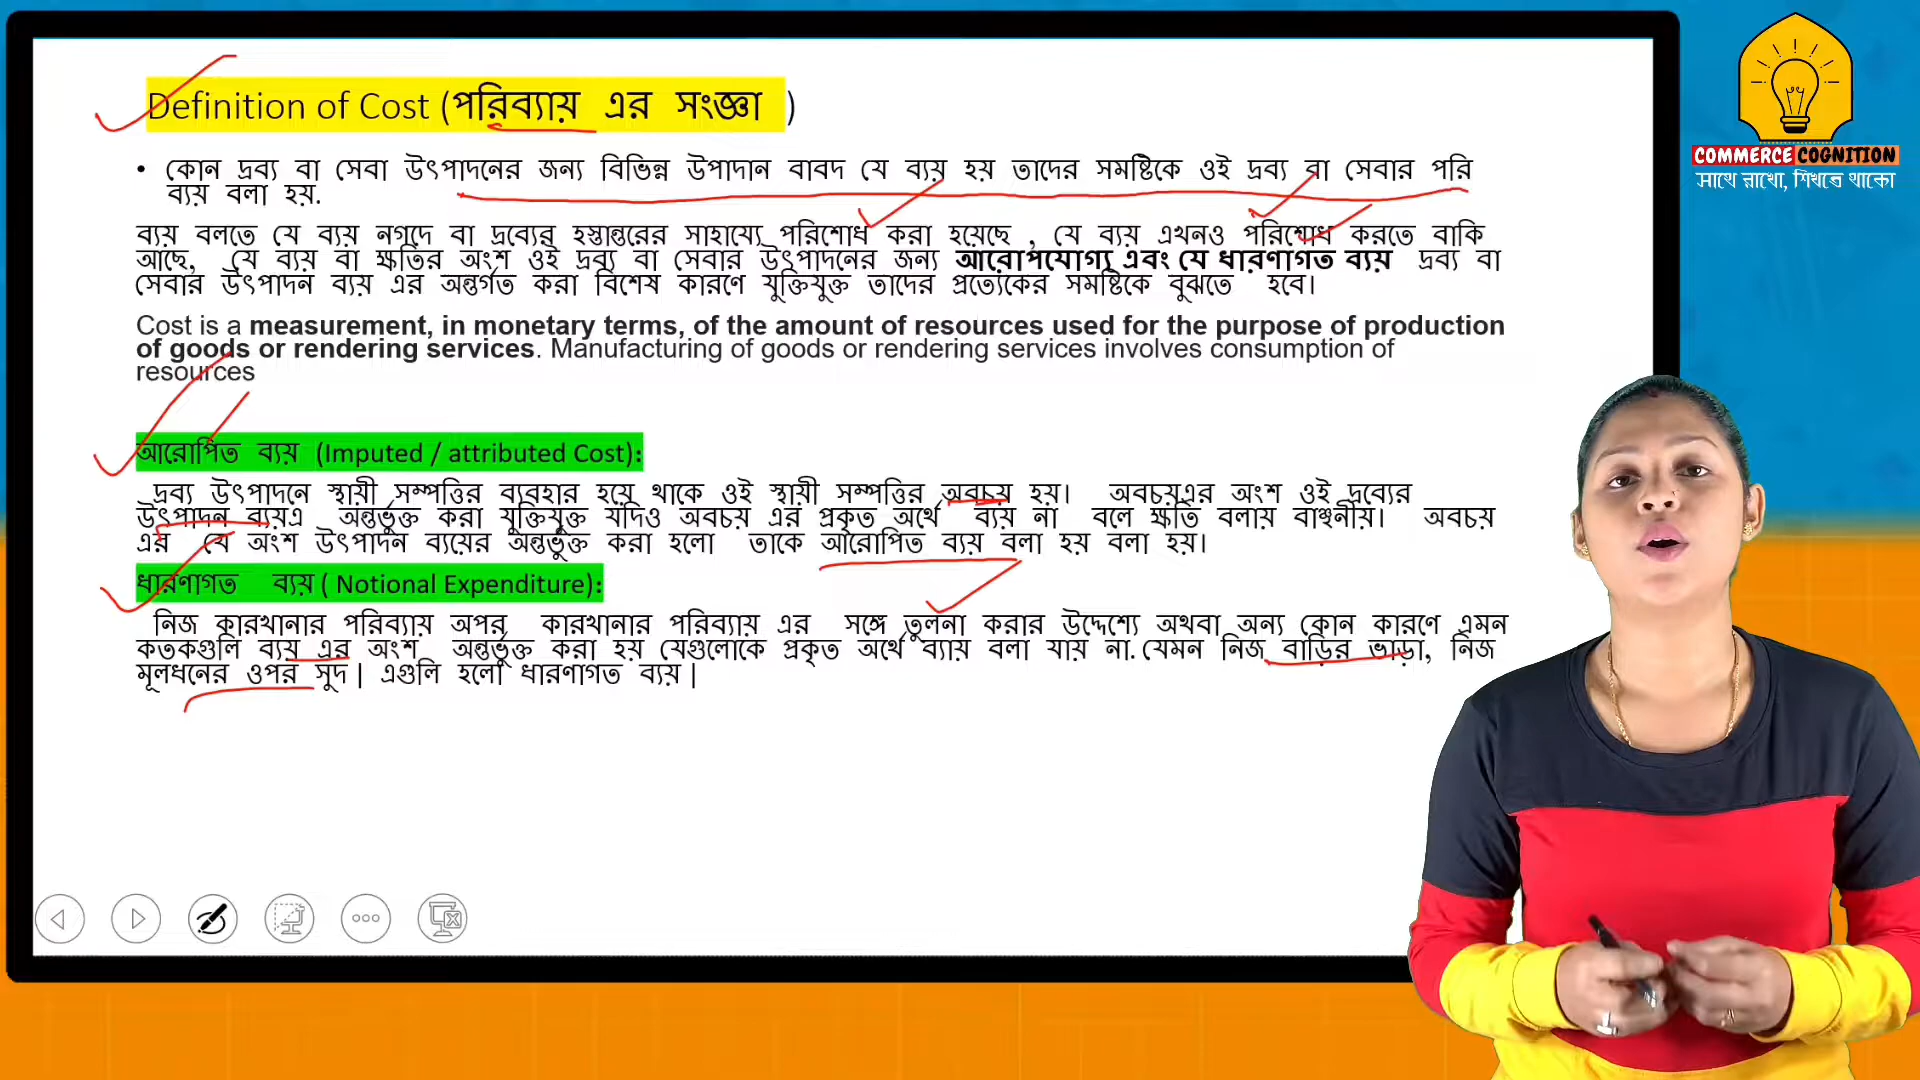 Definition of Cost (পরিব্যায় এর সংজ্ঞা )
• কোন দ্রব্য বা সেবা উৎপাদনের জন্য বিভিন্ন উপাদান বাবদ যে ব্যয় হয় তাদের সমষ্টিকে ওই দ্রব্য বা সেবার পরি
ব্যয় বলা হয়.
ব্যয় বলতে যে ব্যয় নগদে বা দ্রব্যের হস্তান্তরের সাহায্যে পরিশোধ করা হয়েছে , যে ব্যয় এখনও পরিশোধ করতে বাকি
আছে, যে ব্যয় বা ক্ষতির অংশ ওই দ্রব্য বা সেবার উৎপাদনের জন্য আরোপযোগ্য এবং যে ধারণাগত ব্যয় দ্রব্য বা
সেবার উৎপাদন ব্যয় এর অন্তর্গত করা বিশেষ কারণে যুক্তিযুক্ত তাদের প্রত্যেকের সমষ্টিকে বুঝতে হবে।
Cost is a measurement, in monetary terms, of the amount of resources used for the purpose of production
of goods or rendering services. Manufacturing of goods or rendering services involves consumption of
resources
আরোপিত ব্যয় (Imputed / attributed Cost):
দ্রব্য উৎপাদনে স্থায়ী সম্পত্তির ব্যবহার হয়ে থাকে ওই স্থায়ী সম্পত্তির অবচয় হয়। অবচয়এর অংশ ওই দ্রব্যের
উৎপাদন ব্যয়এ অন্তর্ভুক্ত করা যুক্তিযুক্ত যদিও অবচয় এর প্রকৃত অর্থে ব্যয় না বলে ক্ষতি বলায় বাঞ্ছনীয়। অবচয়
এর যে অংশ উৎপাদন ব্যয়ের অন্তর্ভুক্ত করা হলো তাকে আরোপিত ব্যয় বলা হয় বলা হয়।
ধারণাগত ব্যয় ( Notional Expenditure):
নিজ কারখানার পরিব্যায় অপর কারখানার পরিব্যায় এর সঙ্গে তুলনা করার উদ্দেশ্যে অথবা অন্য কোন কারণে এমন
কতকগুলি ব্যয় এর অংশ অন্তর্ভুক্ত করা হয় যেগুলোকে প্রকৃত অর্থে ব্যায় বলা যায় না. যেমন নিজ বাড়ির ভাড়া, নিজ
মূলধনের ওপর সুদ| এগুলি হলো ধারণাগত ব্যয়|
COMMERCE COGNITION
সাথে রাখো, শিখতে থাকো